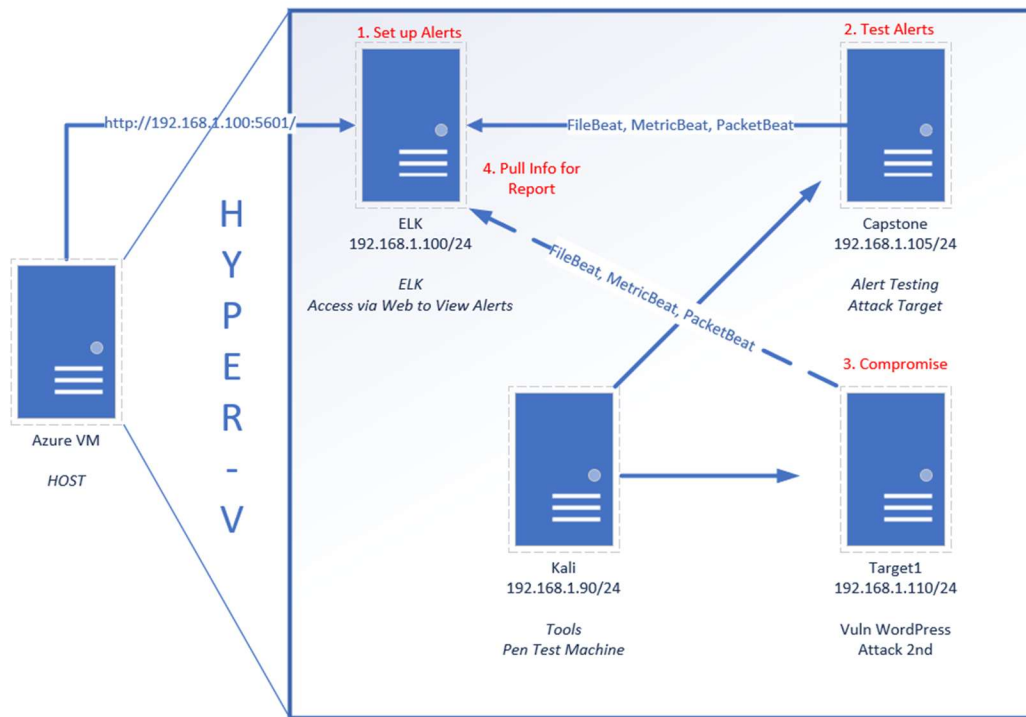 1. Set up Alerts
2. Test Alerts
http://192.168.1.100:5601/
FileBeat, MetricBeat, PacketBeat
4. Pull Info for
Report
ELK
192.168.1.100/24
ELK
Access via Web to View Alerts
Capstone
192.168.1.105/24
Alert Testing
Attack Target
H
Y
P
E
R
-
V
FileBeat, MetricBeat, PacketBeat
3. Compromise
Azure VM
HOST
Kali
192.168.1.90/24
Tools
Pen Test Machine
Target1
192.168.1.110/24
Vuln WordPress
Attack 2nd